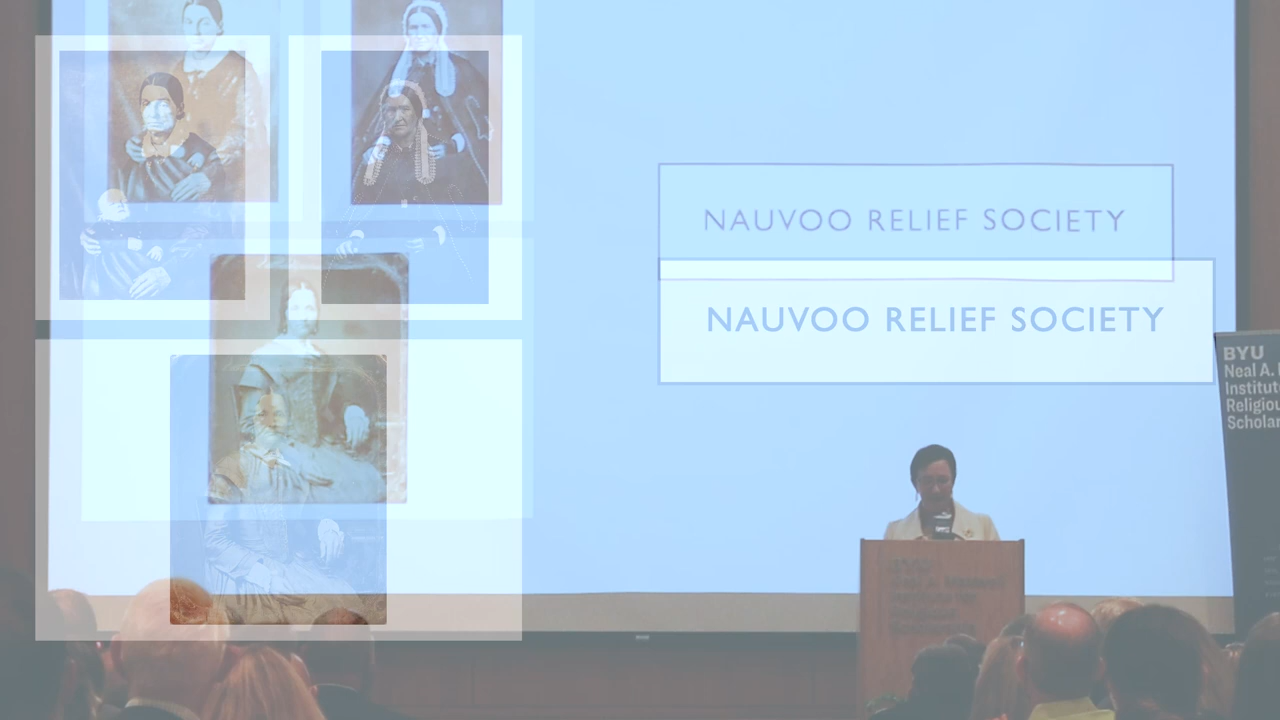 NAUVOO RELIEF SOCIETY
NAUVOO RELIEF SOCIETY
BYU
Neal A.
Institut
Religiou
Scholar